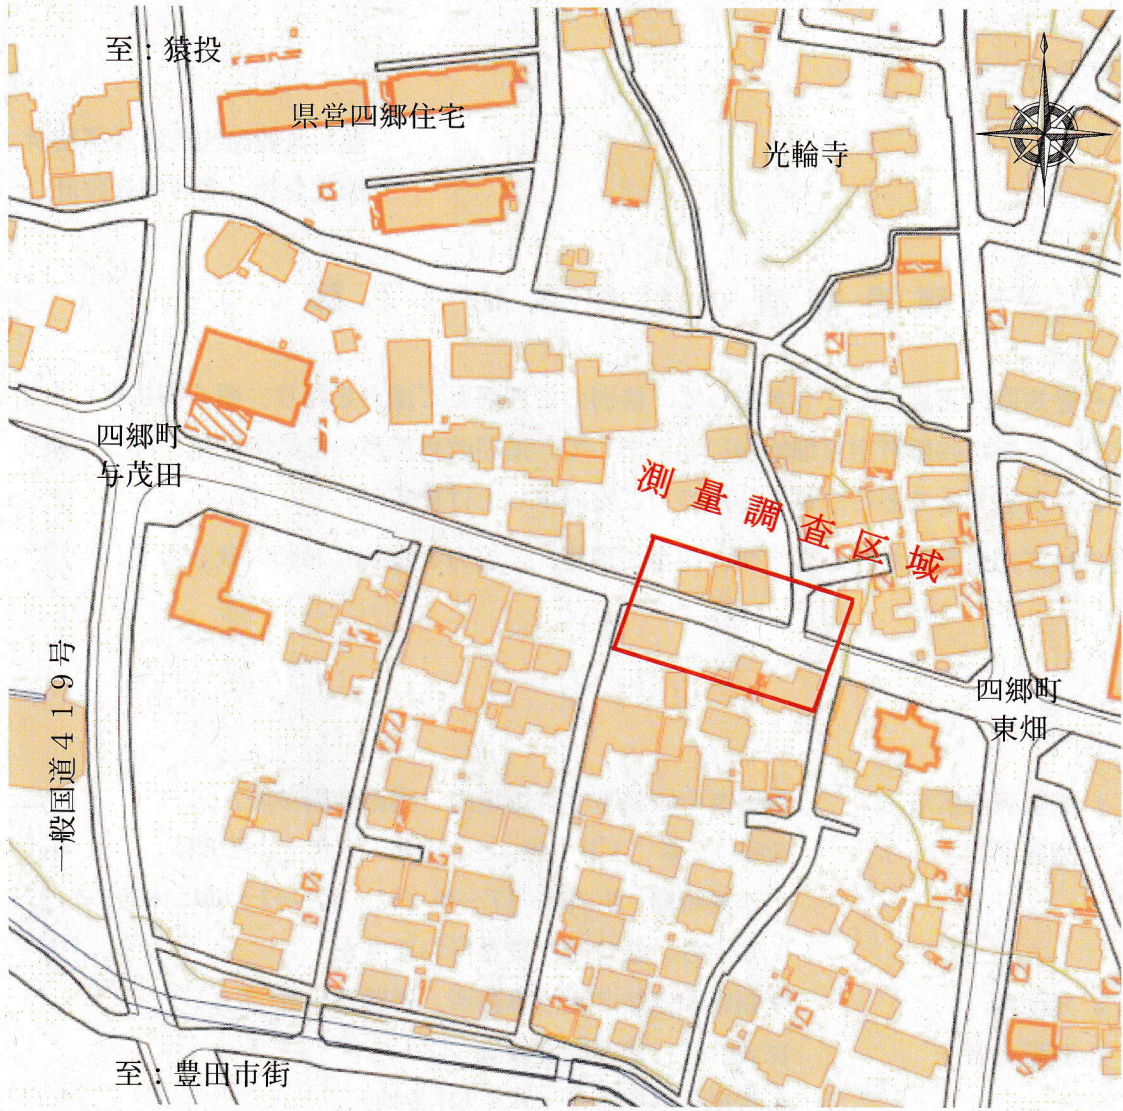 至：猿投
県営四郷住宅
光輪寺
四郷町
与茂田
測量調査区域
一般国道419号
四郷町
東畑
至：豊田市街